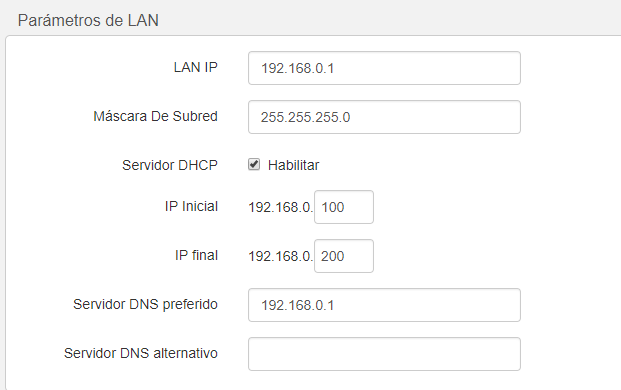 Parámetros de LAN
LAN IP 192.168.0.1
Máscara De Subred 255.255.255.0
Servidor DHCP Habilitar
IP Inicial 192.168.0. 100
IP final 192.168.0. 200
Servidor DNS preferido 192.168.0.1
Servidor DNS alternativo